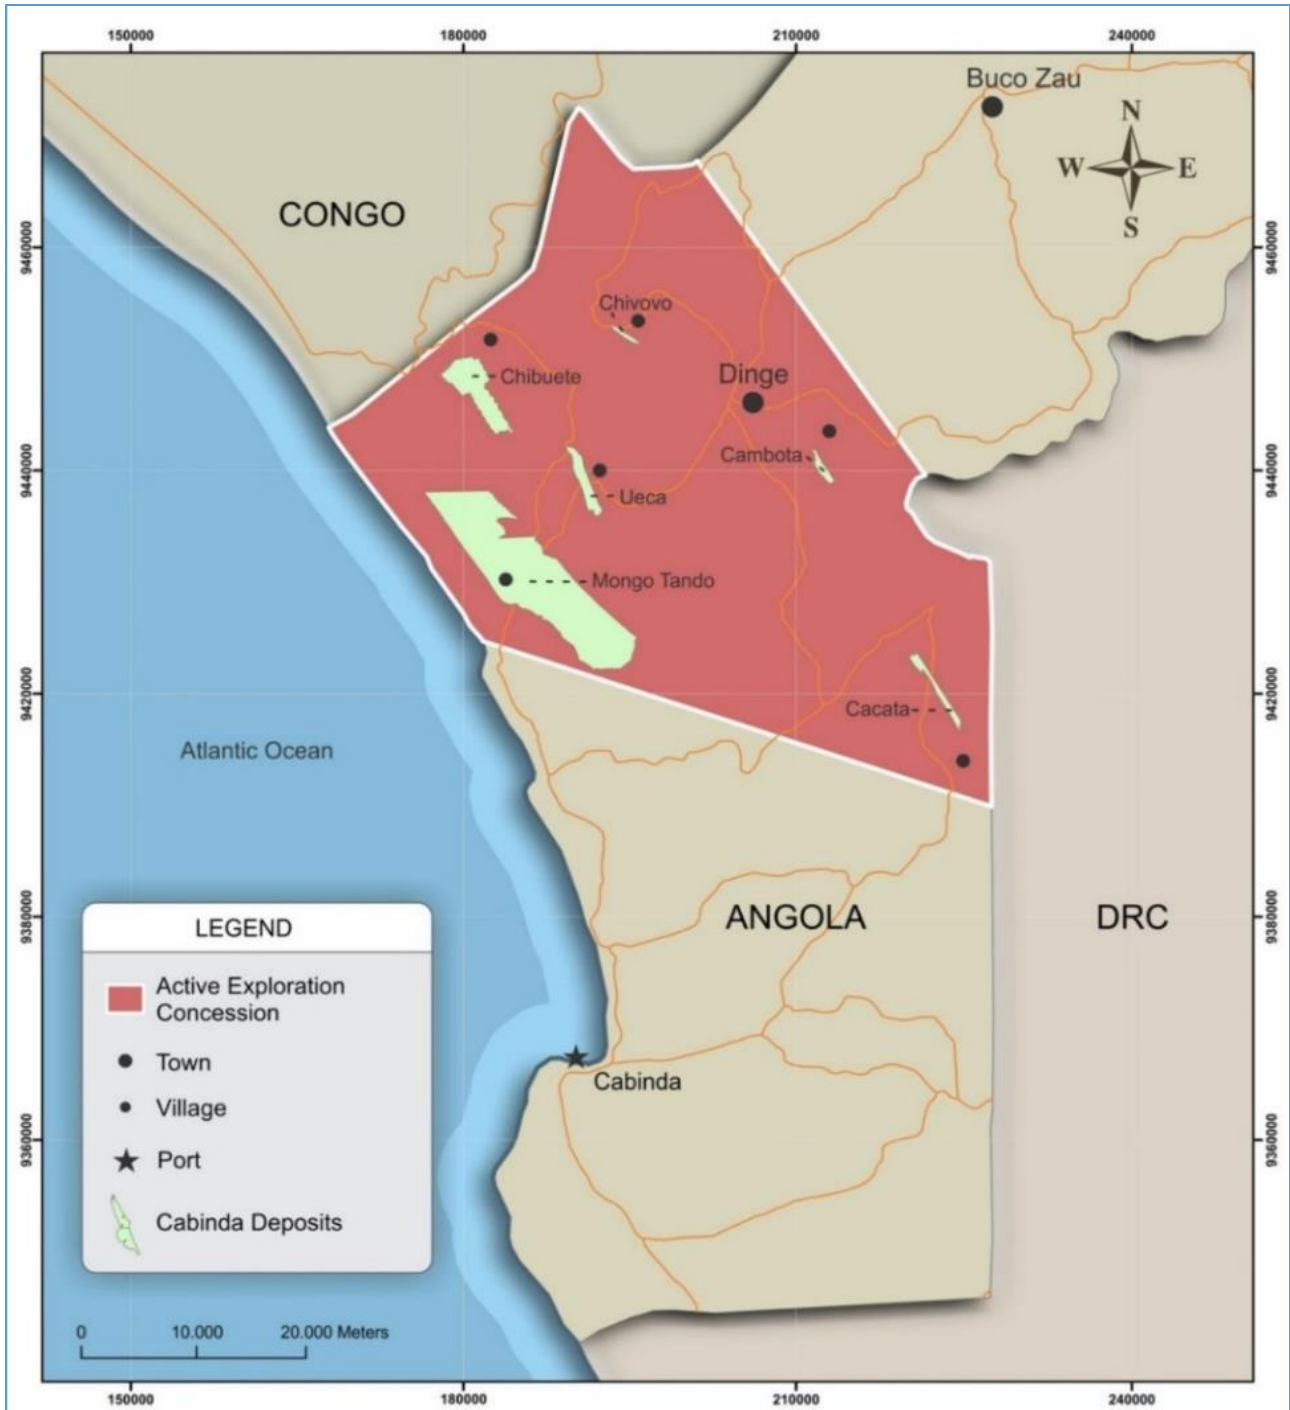 150000
180000
210000
240000
Buco Zau
N
W
E
S
CONGO
9460000
9460000
Chivovo
Dinge
Chibuete
Cambota
9440000
9440000
Ueca
Mongo Tando
9420000
9420000
Cacata
Atlantic Ocean
ANGOLA
DRC
9380000
9380000
LEGEND
Active Exploration
Concession
Town
Village
Port
Cabinda Deposits
Cabinda
9360000
9360000
0
10.000
20.000 Meters
150000
180000
210000
240000